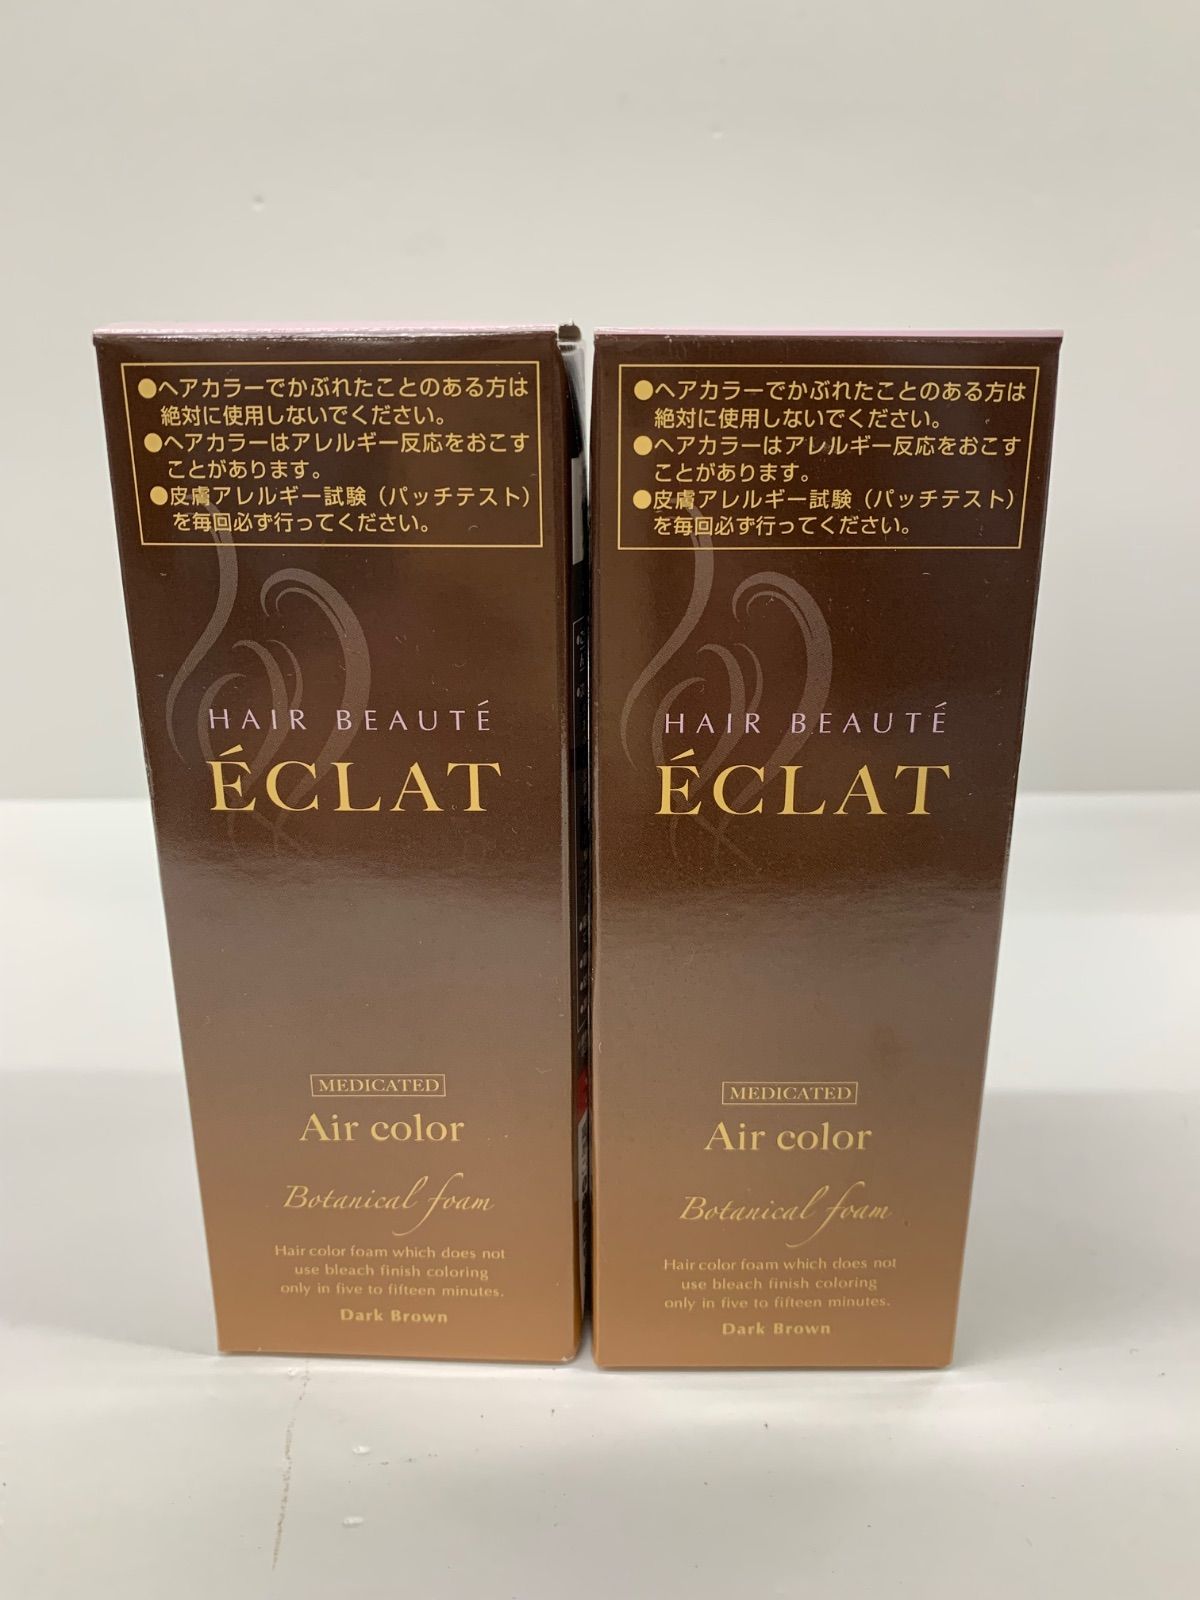 ●ヘアカラーでかぶれたことのある方は
絶対に使用しないでください。
●ヘアカラーはアレルギー反応をおこす
ことがあります。
●皮膚アレルギー試験（パッチテスト）
を毎回必ず行ってください。
HAIR BEAUTÉ
ÉCLAT
MEDICATED
Air color
Botanical foam
Hair color foam which does not
use bleach finish coloring
only in five to fifteen minutes.
Dark Brown
●ヘアカラーでかぶれたことのある方は
絶対に使用しないでください。
●ヘアカラーはアレルギー反応をおこす
ことがあります。
●皮膚アレルギー試験（パッチテスト）
を毎回必ず行ってください。
HAIR BEAUTÉ
ÉCLAT
MEDICATED
Air color
Botanical foam
Hair color foam which does not
use bleach finish coloring
only in five to fifteen minutes.
Dark Brown